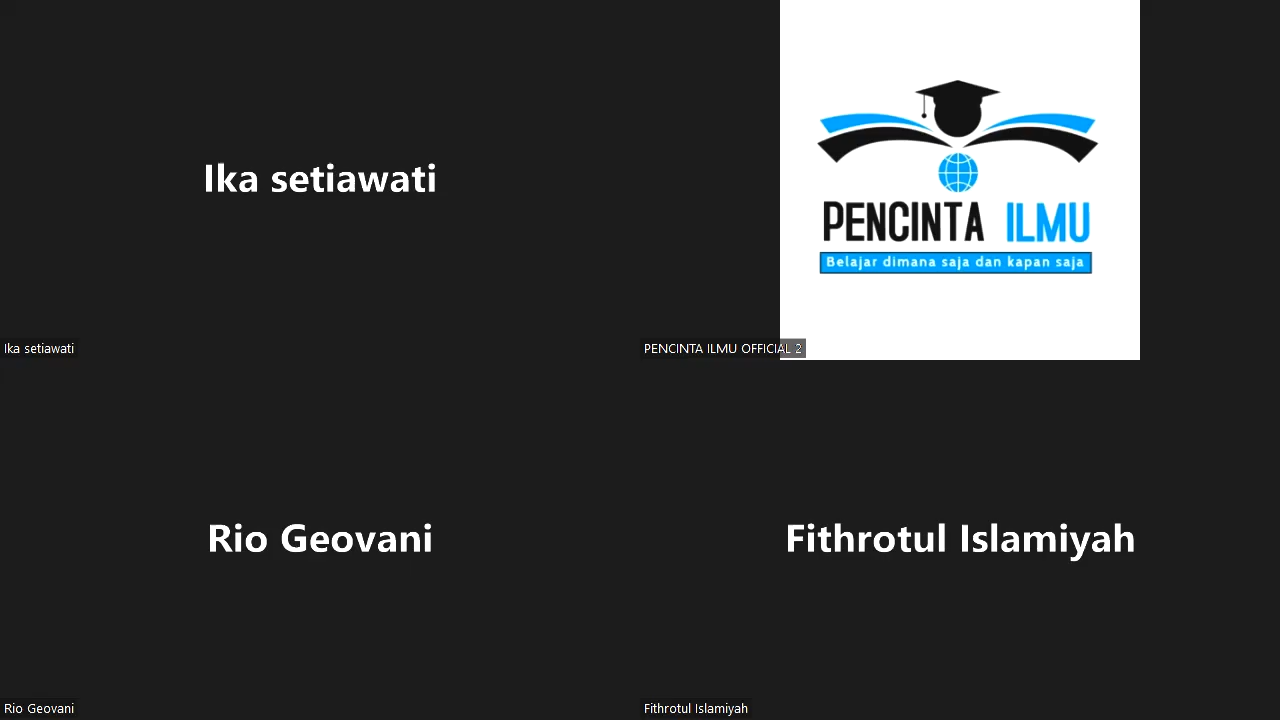 Ika setiawati
PENCINTA ILMU
Belajar dimana saja dan kapan saja
Ika setiawati
PENCINTA ILMU OFFICIAL 2
Rio Geovani
Fithrotul Islamiyah
Rio Geovani
Fithrotul Islamiyah